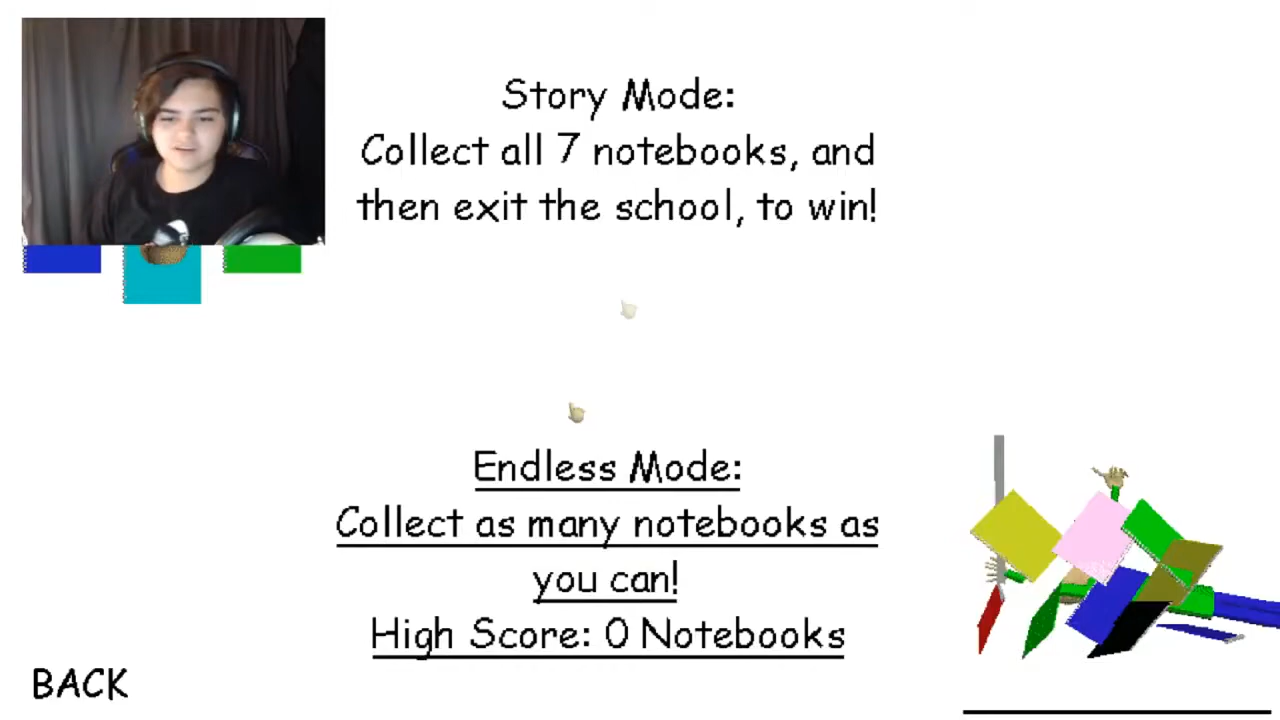 Story Mode:
Collect all 7 notebooks, and
then exit the school, to win!
Endless Mode:
Collect as many notebooks as
you can!
High Score: 0 Notebooks
BACK